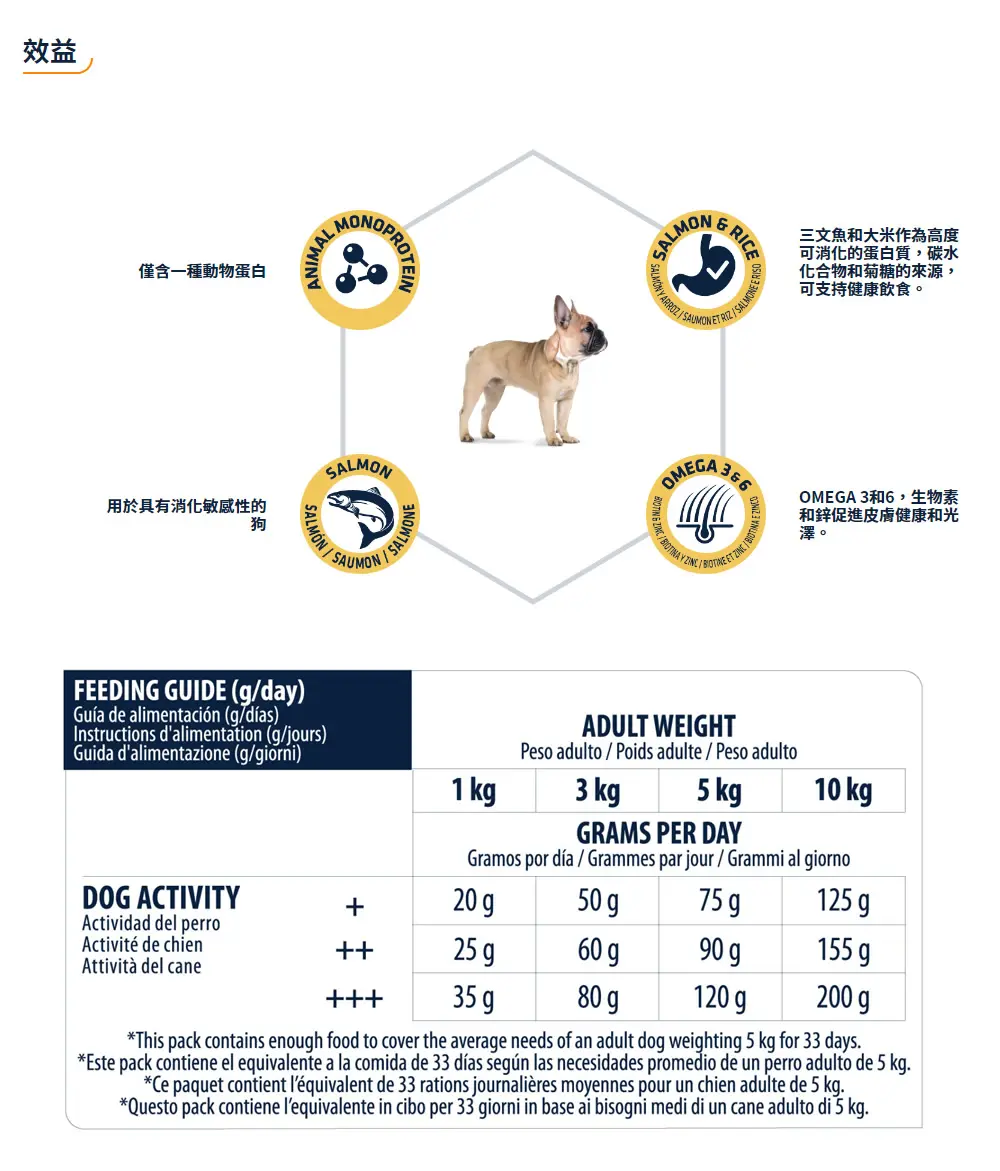 效益
ANIMAL MONOPROTEIN
僅含一種動物蛋白
SALMON & RICE
SALMÓN Y ARROZ / SAUMON ET RIZ / SALMONE E RISO
三文魚和大米作為高度
可消化的蛋白質，碳水
化合物和菊糖的來源，
可支持健康飲食。
SALMON
SALMÓN / SAUMON / SALMONE
用於具有消化敏感性的
狗
OMEGA 3 & 6
BIOTIN & ZINC / BIOTINA Y ZINC / BIOTINE ET ZINC / BIOTINA E ZINCO
OMEGA 3和6，生物素
和鋅促進皮膚健康和光
澤。
FEEDING GUIDE (g/day)
Guía de alimentación (g/días)
Instructions d'alimentation (g/jours)
Guida d'alimentazione (g/giorni)
ADULT WEIGHT
Peso adulto / Poids adulte / Peso adulto
1 kg 3 kg 5 kg 10 kg
GRAMS PER DAY
Gramos por día / Grammes par jour / Grammi al giorno
DOG ACTIVITY
Actividad del perro
Activité de chien
Attività del cane
+ 20 g 50 g 75 g 125 g
++ 25 g 60 g 90 g 155 g
+++ 35 g 80 g 120 g 200 g
*This pack contains enough food to cover the average needs of an adult dog weighting 5 kg for 33 days.
*Este pack contiene el equivalente a la comida de 33 días según las necesidades promedio de un perro adulto de 5 kg.
*Ce paquet contient l'équivalent de 33 rations journalières moyennes pour un chien adulte de 5 kg.
*Questo pack contiene l'equivalente in cibo per 33 giorni in base ai bisogni medi di un cane adulto di 5 kg.